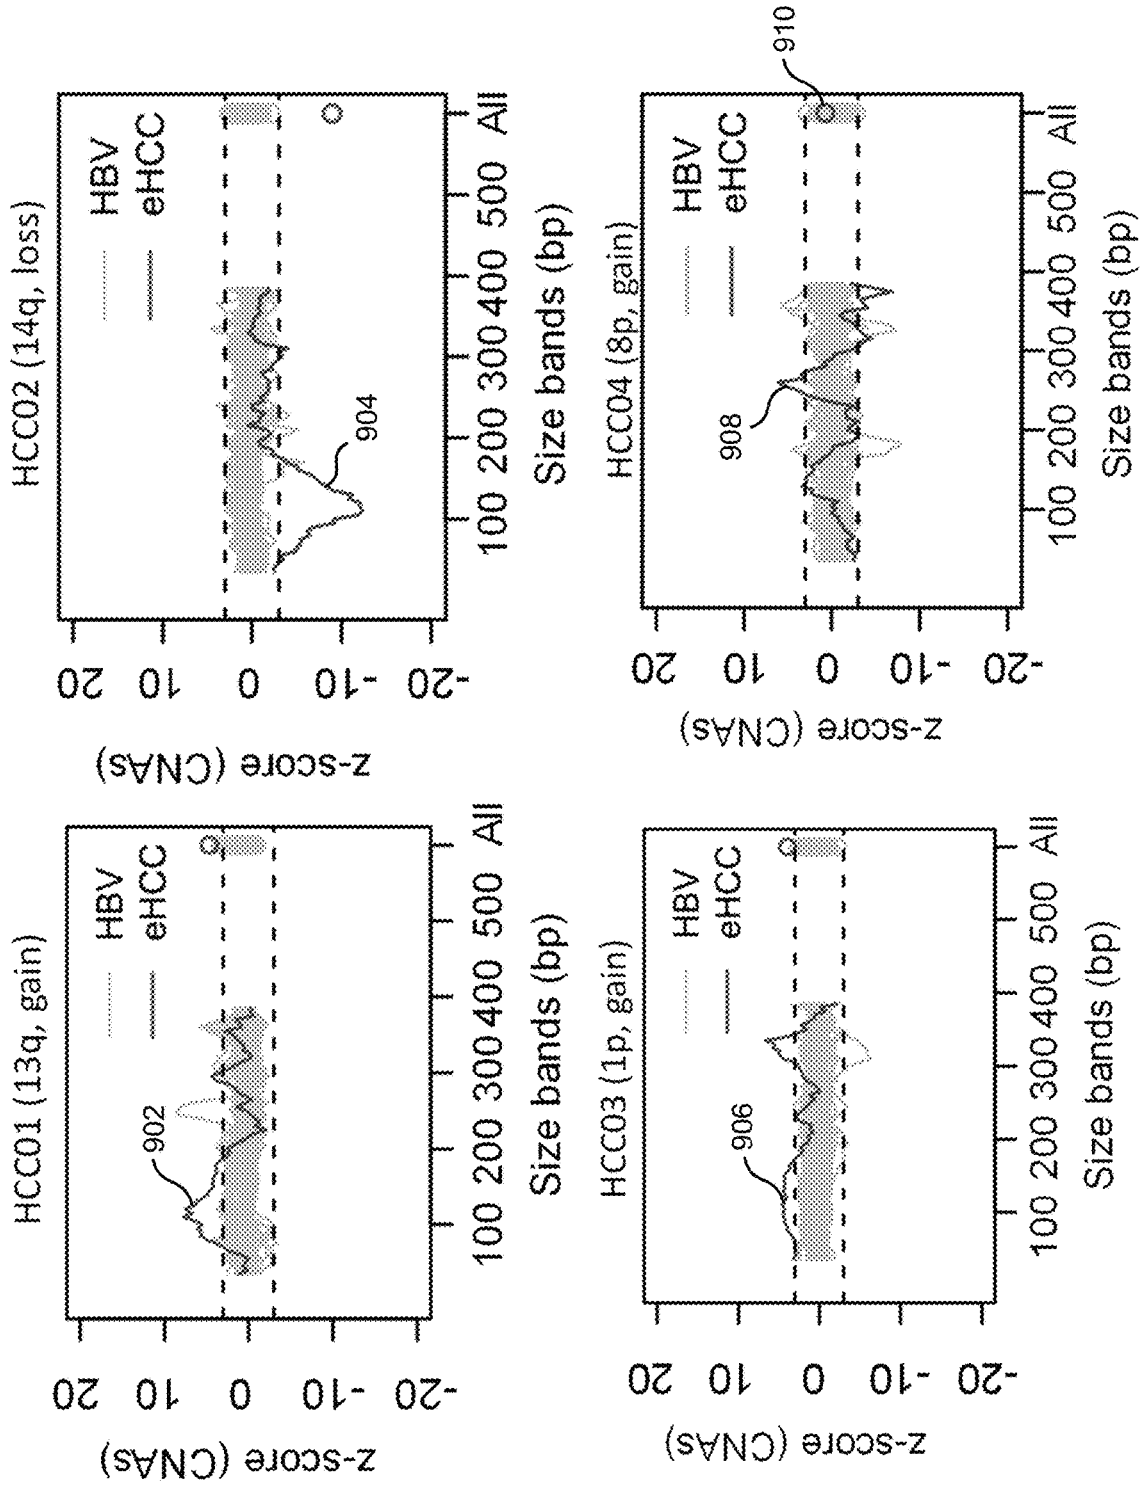 HCC01 (13q, gain)
z-score (CNAs)
20
10
0
-10
-20
902
HBV
eHCC
100 200 300 400 500 All
Size bands (bp)
HCC02 (14q, loss)
z-score (CNAs)
20
10
0
-10
-20
HBV
eHCC
904
100 200 300 400 500 All
Size bands (bp)
HCC03 (1p, gain)
z-score (CNAs)
20
10
0
-10
-20
906
HBV
eHCC
100 200 300 400 500 All
Size bands (bp)
HCC04 (8p, gain)
z-score (CNAs)
20
10
0
-10
-20
908
HBV
eHCC
910
100 200 300 400 500 All
Size bands (bp)